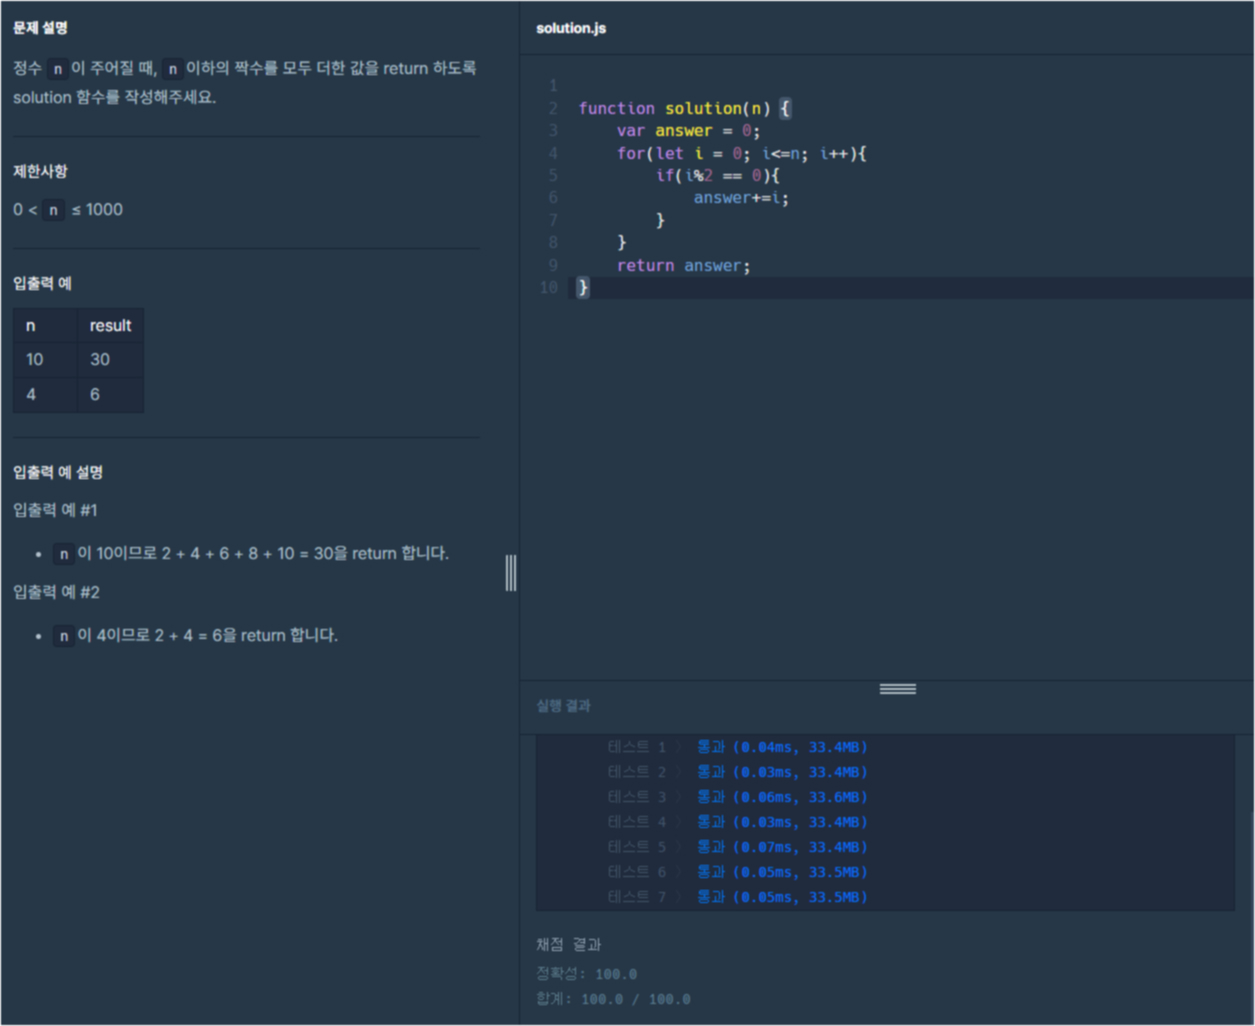 문제 설명
정수 n 이 주어질 때, n 이하의 짝수를 모두 더한 값을 return 하도록
solution 함수를 작성해주세요.
제한사항
0 < n ≤ 1000
입출력 예
n result
10 30
4 6
입출력 예 설명
입출력 예 #1
• n 이 10이므로 2 + 4 + 6 + 8 + 10 = 30을 return 합니다.
입출력 예 #2
• n 이 4이므로 2 + 4 = 6을 return 합니다.
solution.js
1
2 function solution(n) {
3     var answer = 0;
4     for(let i = 0; i<=n; i++){
5         if(i%2 == 0){
6             answer+=i;
7         }
8     }
9     return answer;
10 }
실행 결과
테스트 1 〉 통과 (0.04ms, 33.4MB)
테스트 2 〉 통과 (0.03ms, 33.4MB)
테스트 3 〉 통과 (0.06ms, 33.6MB)
테스트 4 〉 통과 (0.03ms, 33.4MB)
테스트 5 〉 통과 (0.07ms, 33.4MB)
테스트 6 〉 통과 (0.05ms, 33.5MB)
테스트 7 〉 통과 (0.05ms, 33.5MB)
채점 결과
정확성: 100.0
합계: 100.0 / 100.0